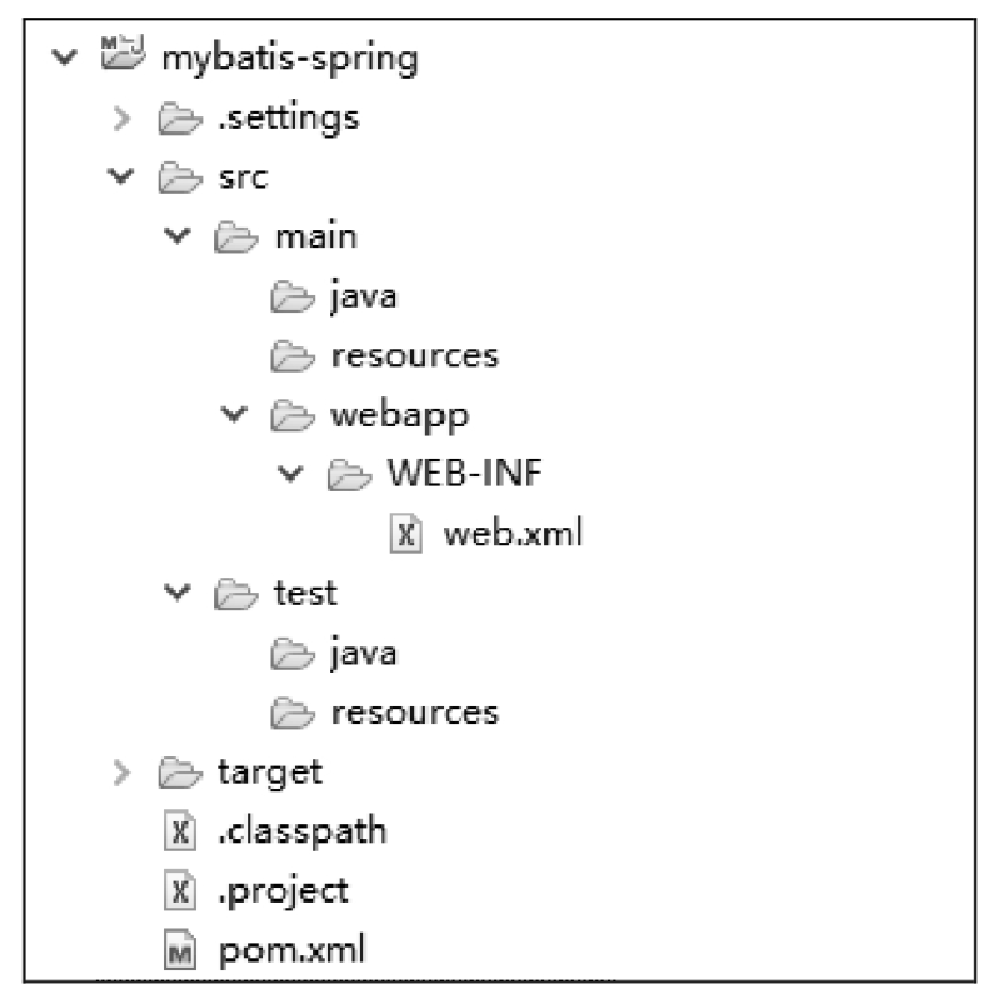 mybatis-spring
.settings
src
main
java
resources
webapp
WEB-INF
web.xml
test
java
resources
target
.classpath
.project
pom.xml